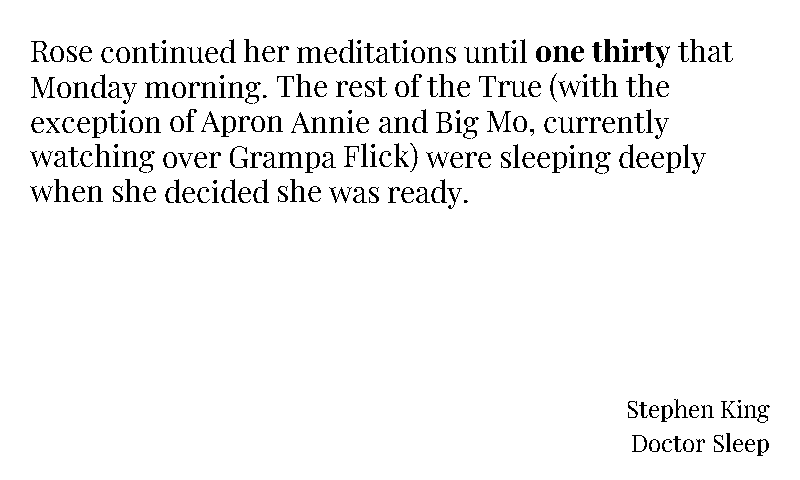 Rose continued her meditations until one thirty that
Monday morning. The rest of the True (with the
exception of Apron Annie and Big Mo, currently
watching over Grampa Flick) were sleeping deeply
when she decided she was ready.
Stephen King
Doctor Sleep